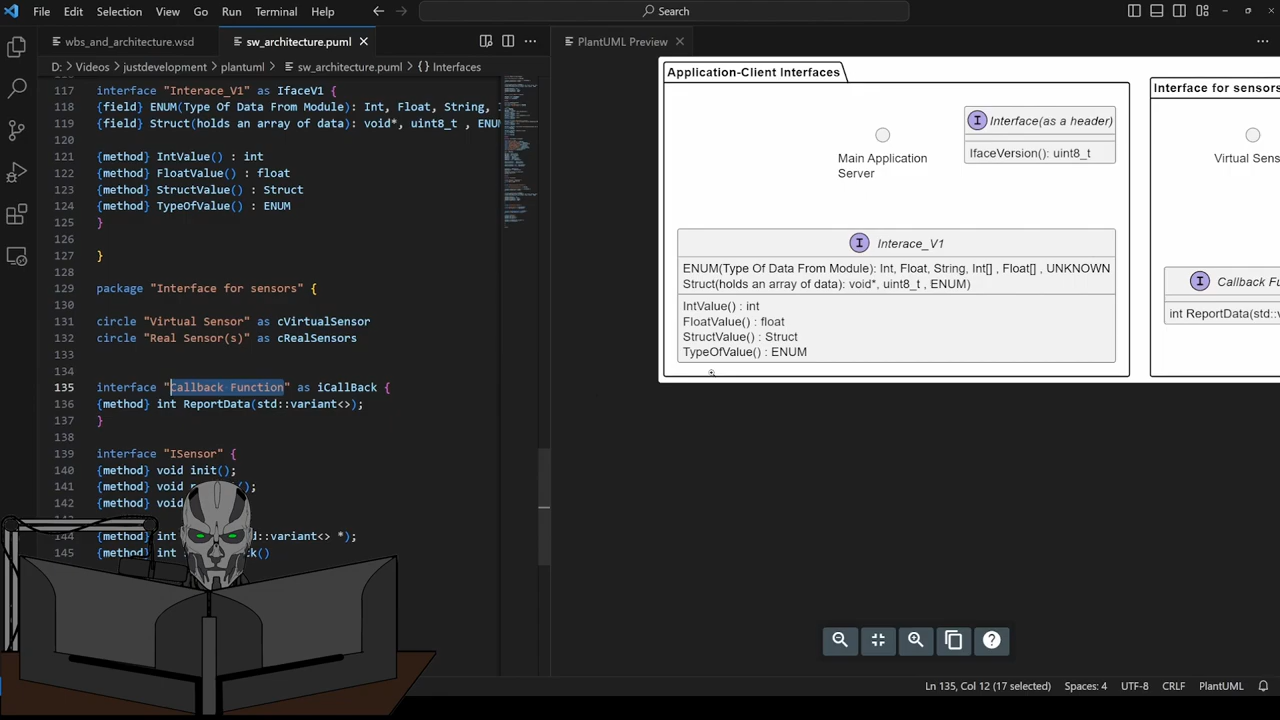 File Edit Selection View Go Run Terminal Help
Search
wbs_and_architecture.wsd
sw_architecture.puml
PlantUML Preview
D: > Videos > justdevelopment > plantuml > sw_architecture.puml > {} Interfaces
117 interface "Interace_V1" as IfaceV1 {
118 {field} ENUM(Type Of Data From Module): Int, Float, String,
119 {field} Struct(holds an array of data): void*, uint8_t , ENU
120
121 {method} IntValue() : int
122 {method} FloatValue() : float
123 {method} StructValue() : Struct
124 {method} TypeOfValue() : ENUM
125 }
126
127 }
128
129 package "Interface for sensors" {
130
131 circle "Virtual Sensor" as cVirtualSensor
132 circle "Real Sensor(s)" as cRealSensors
133
134
135 interface "Callback Function" as iCallBack {
136 {method} int ReportData(std::variant<>);
137 }
138
139 interface "ISensor" {
140 {method} void init();
141 {method} void
142 {method} void
144 {method} int
::variant<> *);
145 {method} int
Application-Client Interfaces
Main Application
Server
I Interface(as a header)
IfaceVersion(): uint8_t
I Interace_V1
ENUM(Type Of Data From Module): Int, Float, String, Int[] , Float[] , UNKNOWN
Struct(holds an array of data): void*, uint8_t , ENUM)
IntValue() : int
FloatValue() : float
StructValue() : Struct
TypeOfValue() : ENUM
Interface for sensors
Virtual Sens
I Callback Fu
int ReportData(std::
Ln 135, Col 12 (17 selected) Spaces: 4 UTF-8 CRLF PlantUML